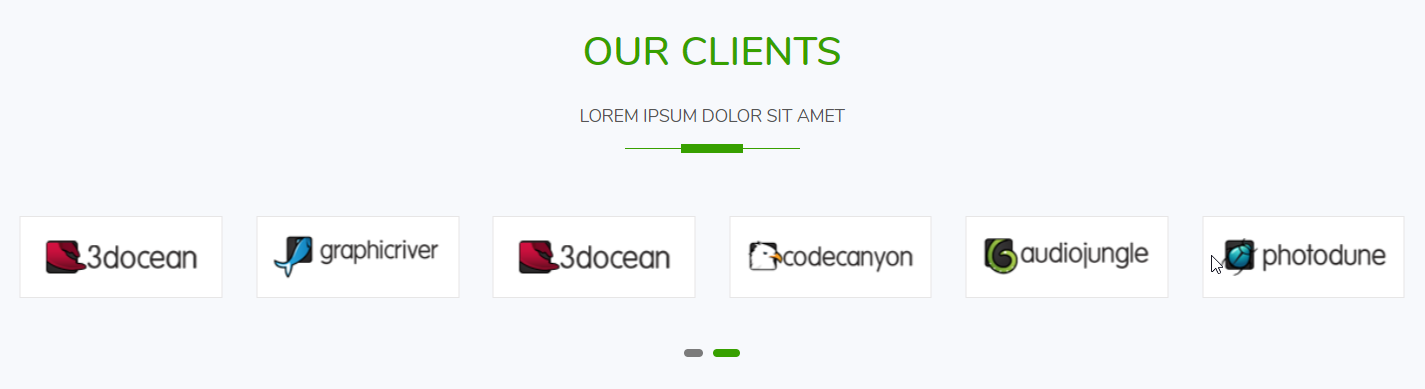 OUR CLIENTS
LOREM IPSUM DOLOR SIT AMET
3docean graphicriver 3docean codecanyon audiojungle photodune